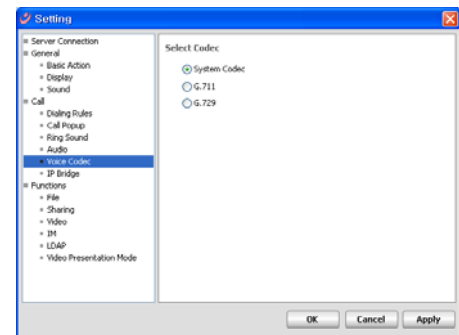 Setting
Server Connection
General
Basic Action
Display
Sound
Call
Dialing Rules
Call Popup
Ring Sound
Audio
Voice Codec
IP Bridge
Functions
File
Sharing
Video
IM
LDAP
Video Presentation Mode
Select Codec
System Codec
G.711
G.729
OK Cancel Apply